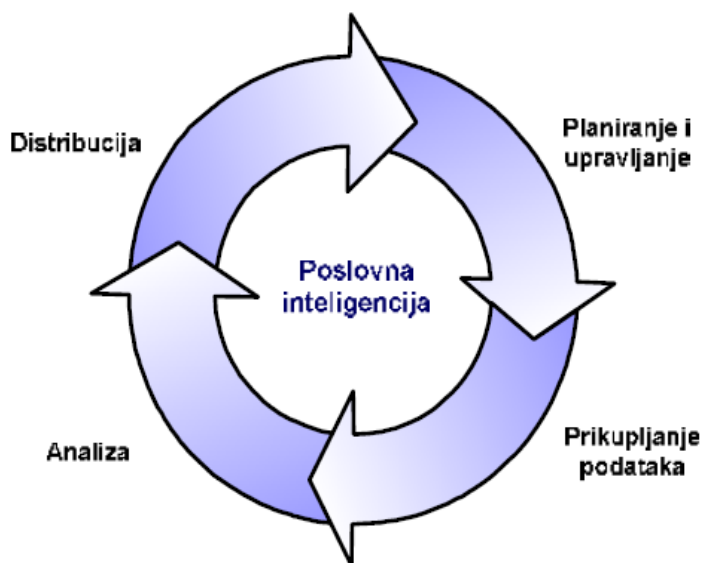 Distribucija
Planiranje i
upravljanje
Poslovna
inteligencija
Analiza
Prikupljanje
podataka